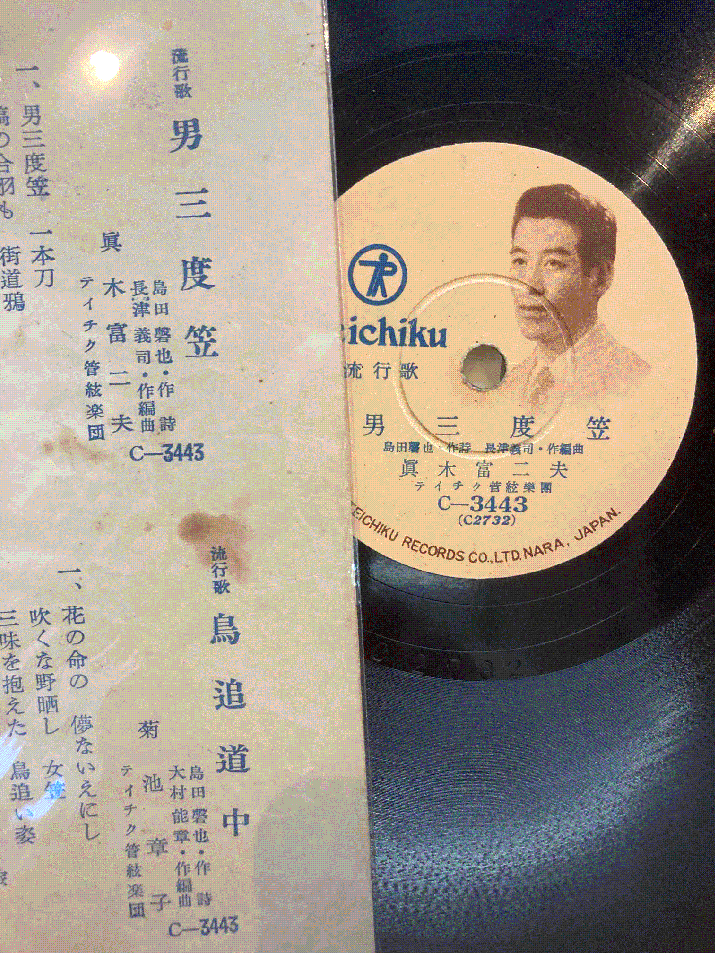 流行歌
男三度笠
島田磬也・作詩
長津義司・作編曲
眞木富二夫
テイチク管絃楽団
C—3443
一、男三度笠 一本刀
合羽も 街道鴉
流行歌
鳥追道中
島田磬也・作詩
大村能章・作編曲
菊池章子
テイチク管絃楽団
C—3443
一、花の命の 儚ないえにし
吹くな野晒し 女笠
三味を抱えた 鳥追い姿
eichiku
流行歌
男三度笠
島田磬也・作詩 長津義司・作編曲
眞木富二夫
テイチク管絃樂團
C—3443
(C2732)
EICHIKU RECORDS CO.,LTD. NARA, JAPAN.